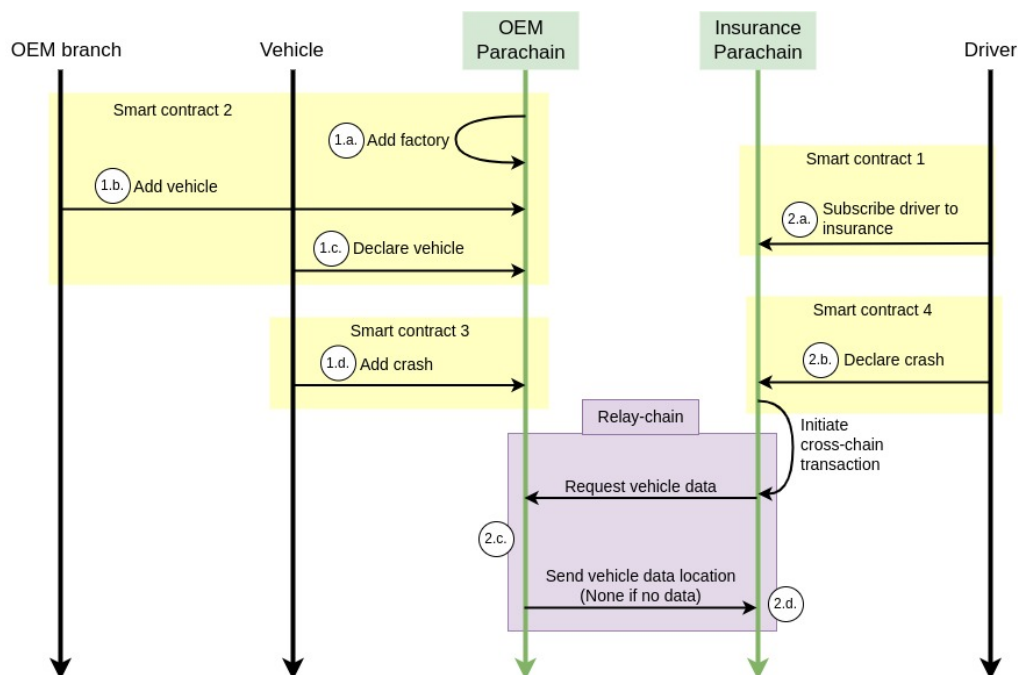 OEM branch
Vehicle
OEM
Parachain
Insurance
Parachain
Driver
Smart contract 2
1.a. Add factory
1.b. Add vehicle
1.c. Declare vehicle
Smart contract 1
2.a. Subscribe driver to
insurance
Smart contract 3
1.d. Add crash
Smart contract 4
2.b. Declare crash
Relay-chain
Initiate
cross-chain
transaction
Request vehicle data
2.c.
Send vehicle data location
(None if no data)
2.d.